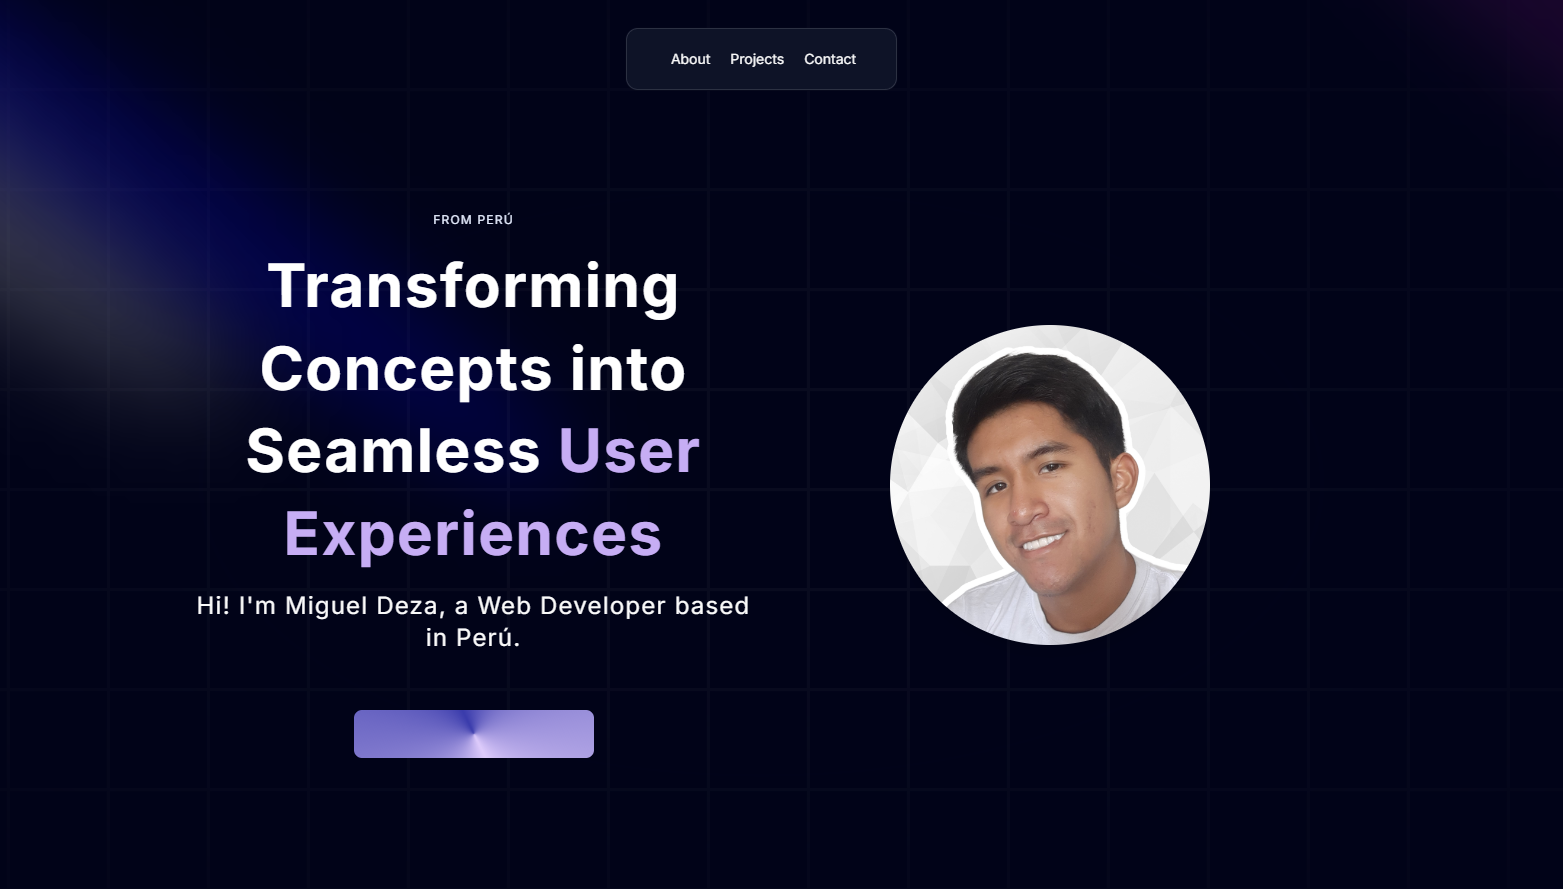 About Projects Contact
FROM PERÚ
Transforming
Concepts into
Seamless User
Experiences
Hi! I'm Miguel Deza, a Web Developer based
in Perú.